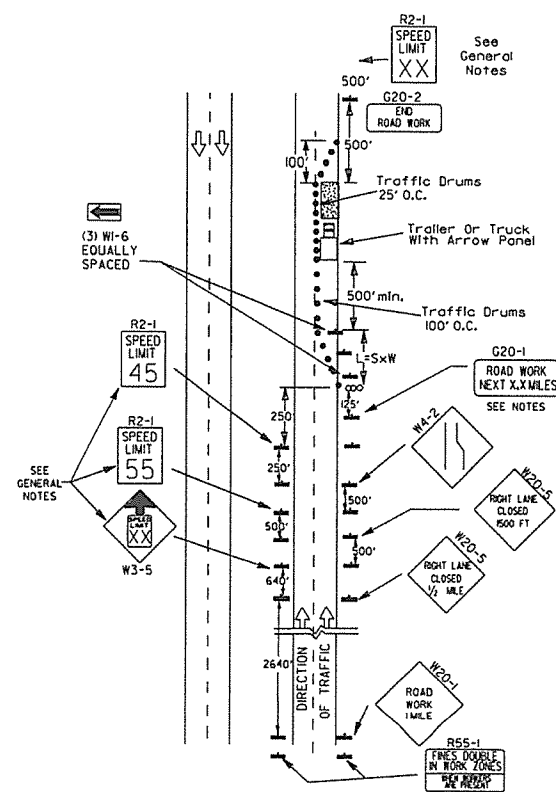 R2-1
SPEED
LIMIT
XX
See
General
Notes
500'
G20-2
END
ROAD WORK
500'
100'
Traffic Drums
25' O.C.
Trailer Or Truck
With Arrow Panel
(3) W1-6
EQUALLY
SPACED
500' min.
Traffic Drums
100' O.C.
R2-1
SPEED
LIMIT
45
L=SxW
G20-1
ROAD WORK
NEXT X.X MILES
SEE NOTES
125'
250'
R2-1
SPEED
LIMIT
55
250'
W4-2
SEE
GENERAL
NOTES
500'
500'
W20-5
RIGHT LANE
CLOSED
1500 FT
SPEED
LIMIT
XX
W3-5
500'
640'
W20-5
RIGHT LANE
CLOSED
1/2 MILE
2640'
DIRECTION
OF TRAFFIC
W20-1
ROAD
WORK
1 MILE
R55-1
FINES DOUBLE
IN WORK ZONES
WHEN WORKERS
ARE PRESENT